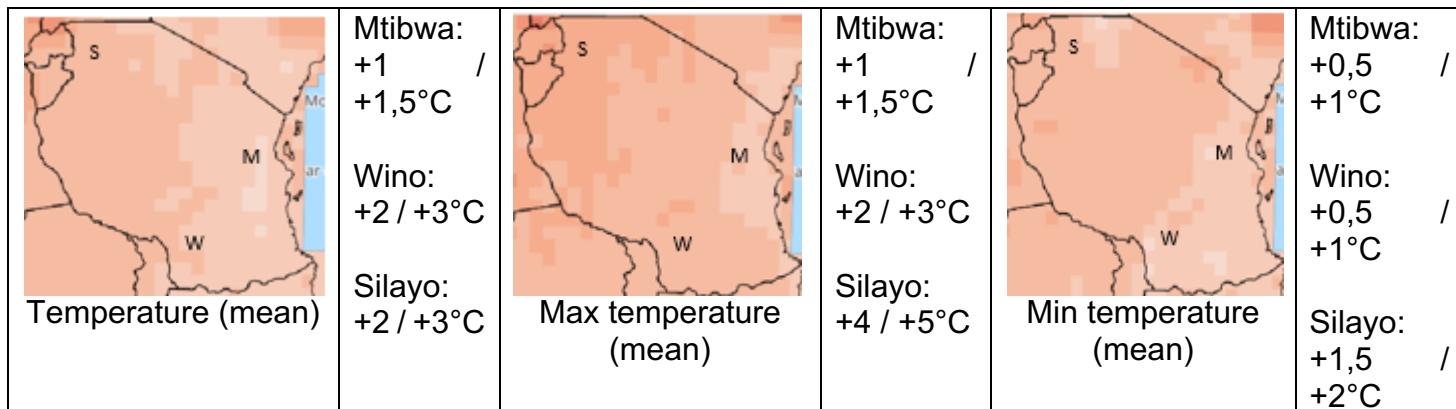 S
Mo
M
ar
W
Temperature (mean)
Mtibwa:
+1 /
+1,5°C
Wino:
+2 / +3°C
Silayo:
+2 / +3°C
S
M
W
Max temperature
(mean)
Mtibwa:
+1 /
+1,5°C
Wino:
+2 / +3°C
Silayo:
+4 / +5°C
S
M
W
Min temperature
(mean)
Mtibwa:
+0,5 /
+1°C
Wino:
+0,5 /
+1°C
Silayo:
+1,5 /
+2°C